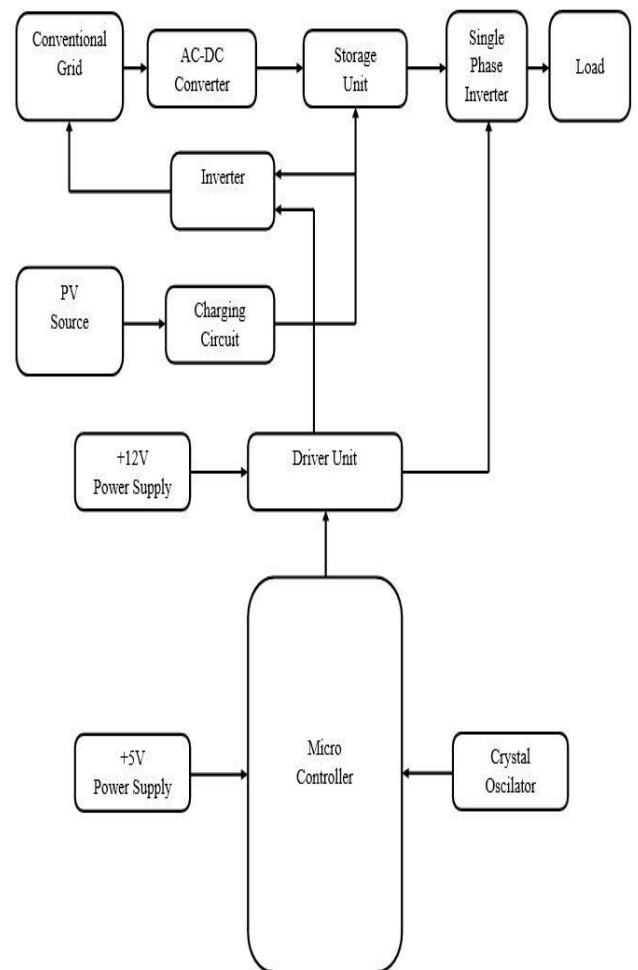 Conventional
Grid
AC-DC
Converter
Storage
Unit
Single
Phase
Inverter
Load
Inverter
PV
Source
Charging
Circuit
+12V
Power Supply
Driver Unit
+5V
Power Supply
Micro
Controller
Crystal
Oscilator